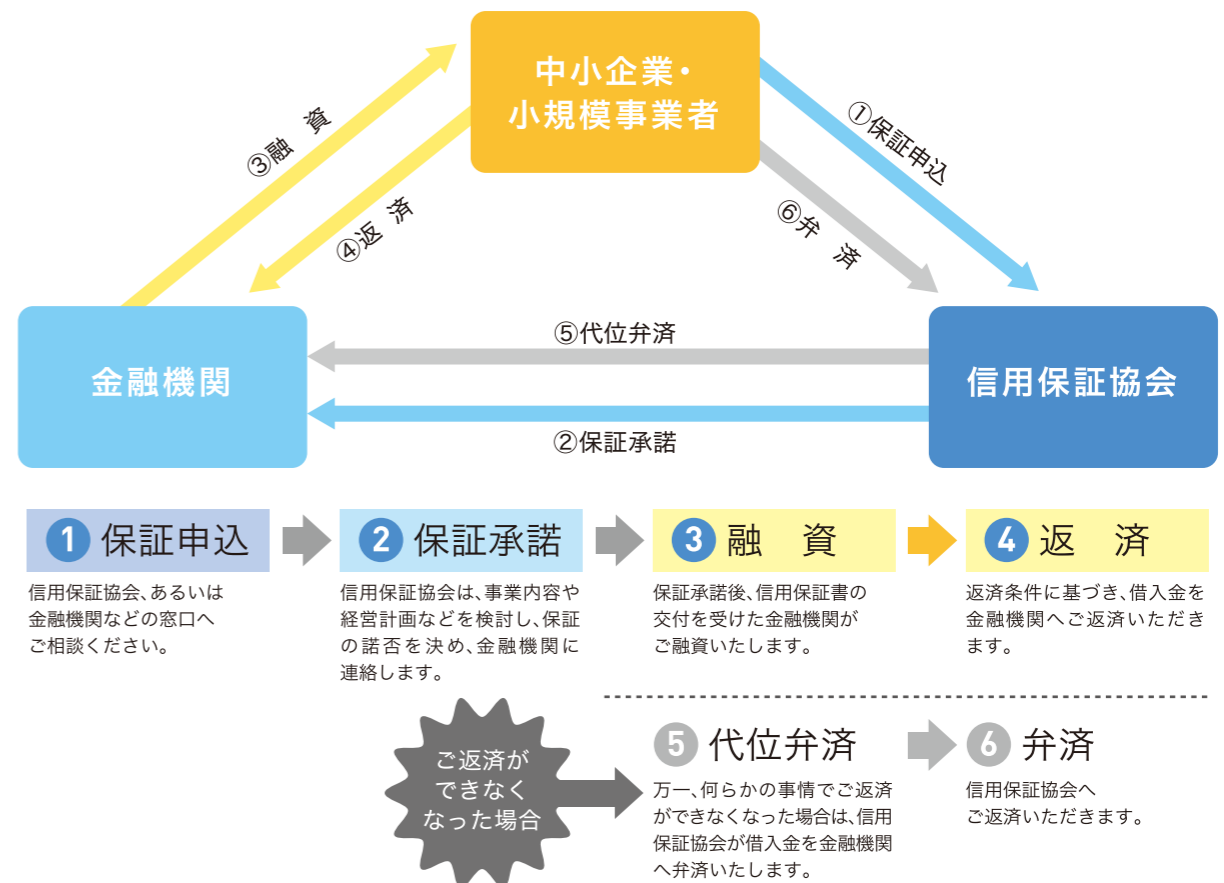 中小企業・
小規模事業者
③融 資
④返 済
①保証申込
⑥弁 済
金融機関
⑤代位弁済
②保証承諾
信用保証協会
1 保証申込
信用保証協会、あるいは
金融機関などの窓口へ
ご相談ください。
2 保証承諾
信用保証協会は、事業内容や
経営計画などを検討し、保証
の諾否を決め、金融機関に
連絡します。
3 融 資
保証承諾後、信用保証書の
交付を受けた金融機関が
ご融資いたします。
4 返 済
返済条件に基づき、借入金を
金融機関へご返済いただき
ます。
ご返済が
できなく
なった場合
5 代位弁済
万一、何らかの事情でご返済
ができなくなった場合は、信用
保証協会が借入金を金融機関
へ弁済いたします。
6 弁済
信用保証協会へ
ご返済いただきます。